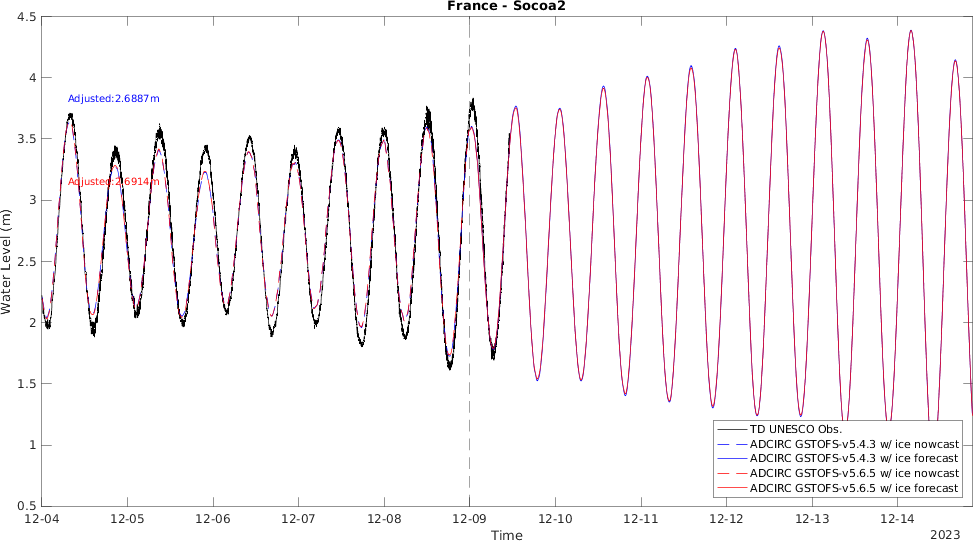 France - Socoa2
4.5
4
3.5
3
2.5
2
1.5
1
0.5
Water Level (m)
Adjusted:2.6887m
Adjusted:2.6914m
TD UNESCO Obs.
ADCIRC GSTOFS-v5.4.3 w/ ice nowcast
ADCIRC GSTOFS-v5.4.3 w/ ice forecast
ADCIRC GSTOFS-v5.6.5 w/ ice nowcast
ADCIRC GSTOFS-v5.6.5 w/ ice forecast
12-04 12-05 12-06 12-07 12-08 12-09 12-10 12-11 12-12 12-13 12-14
Time
2023